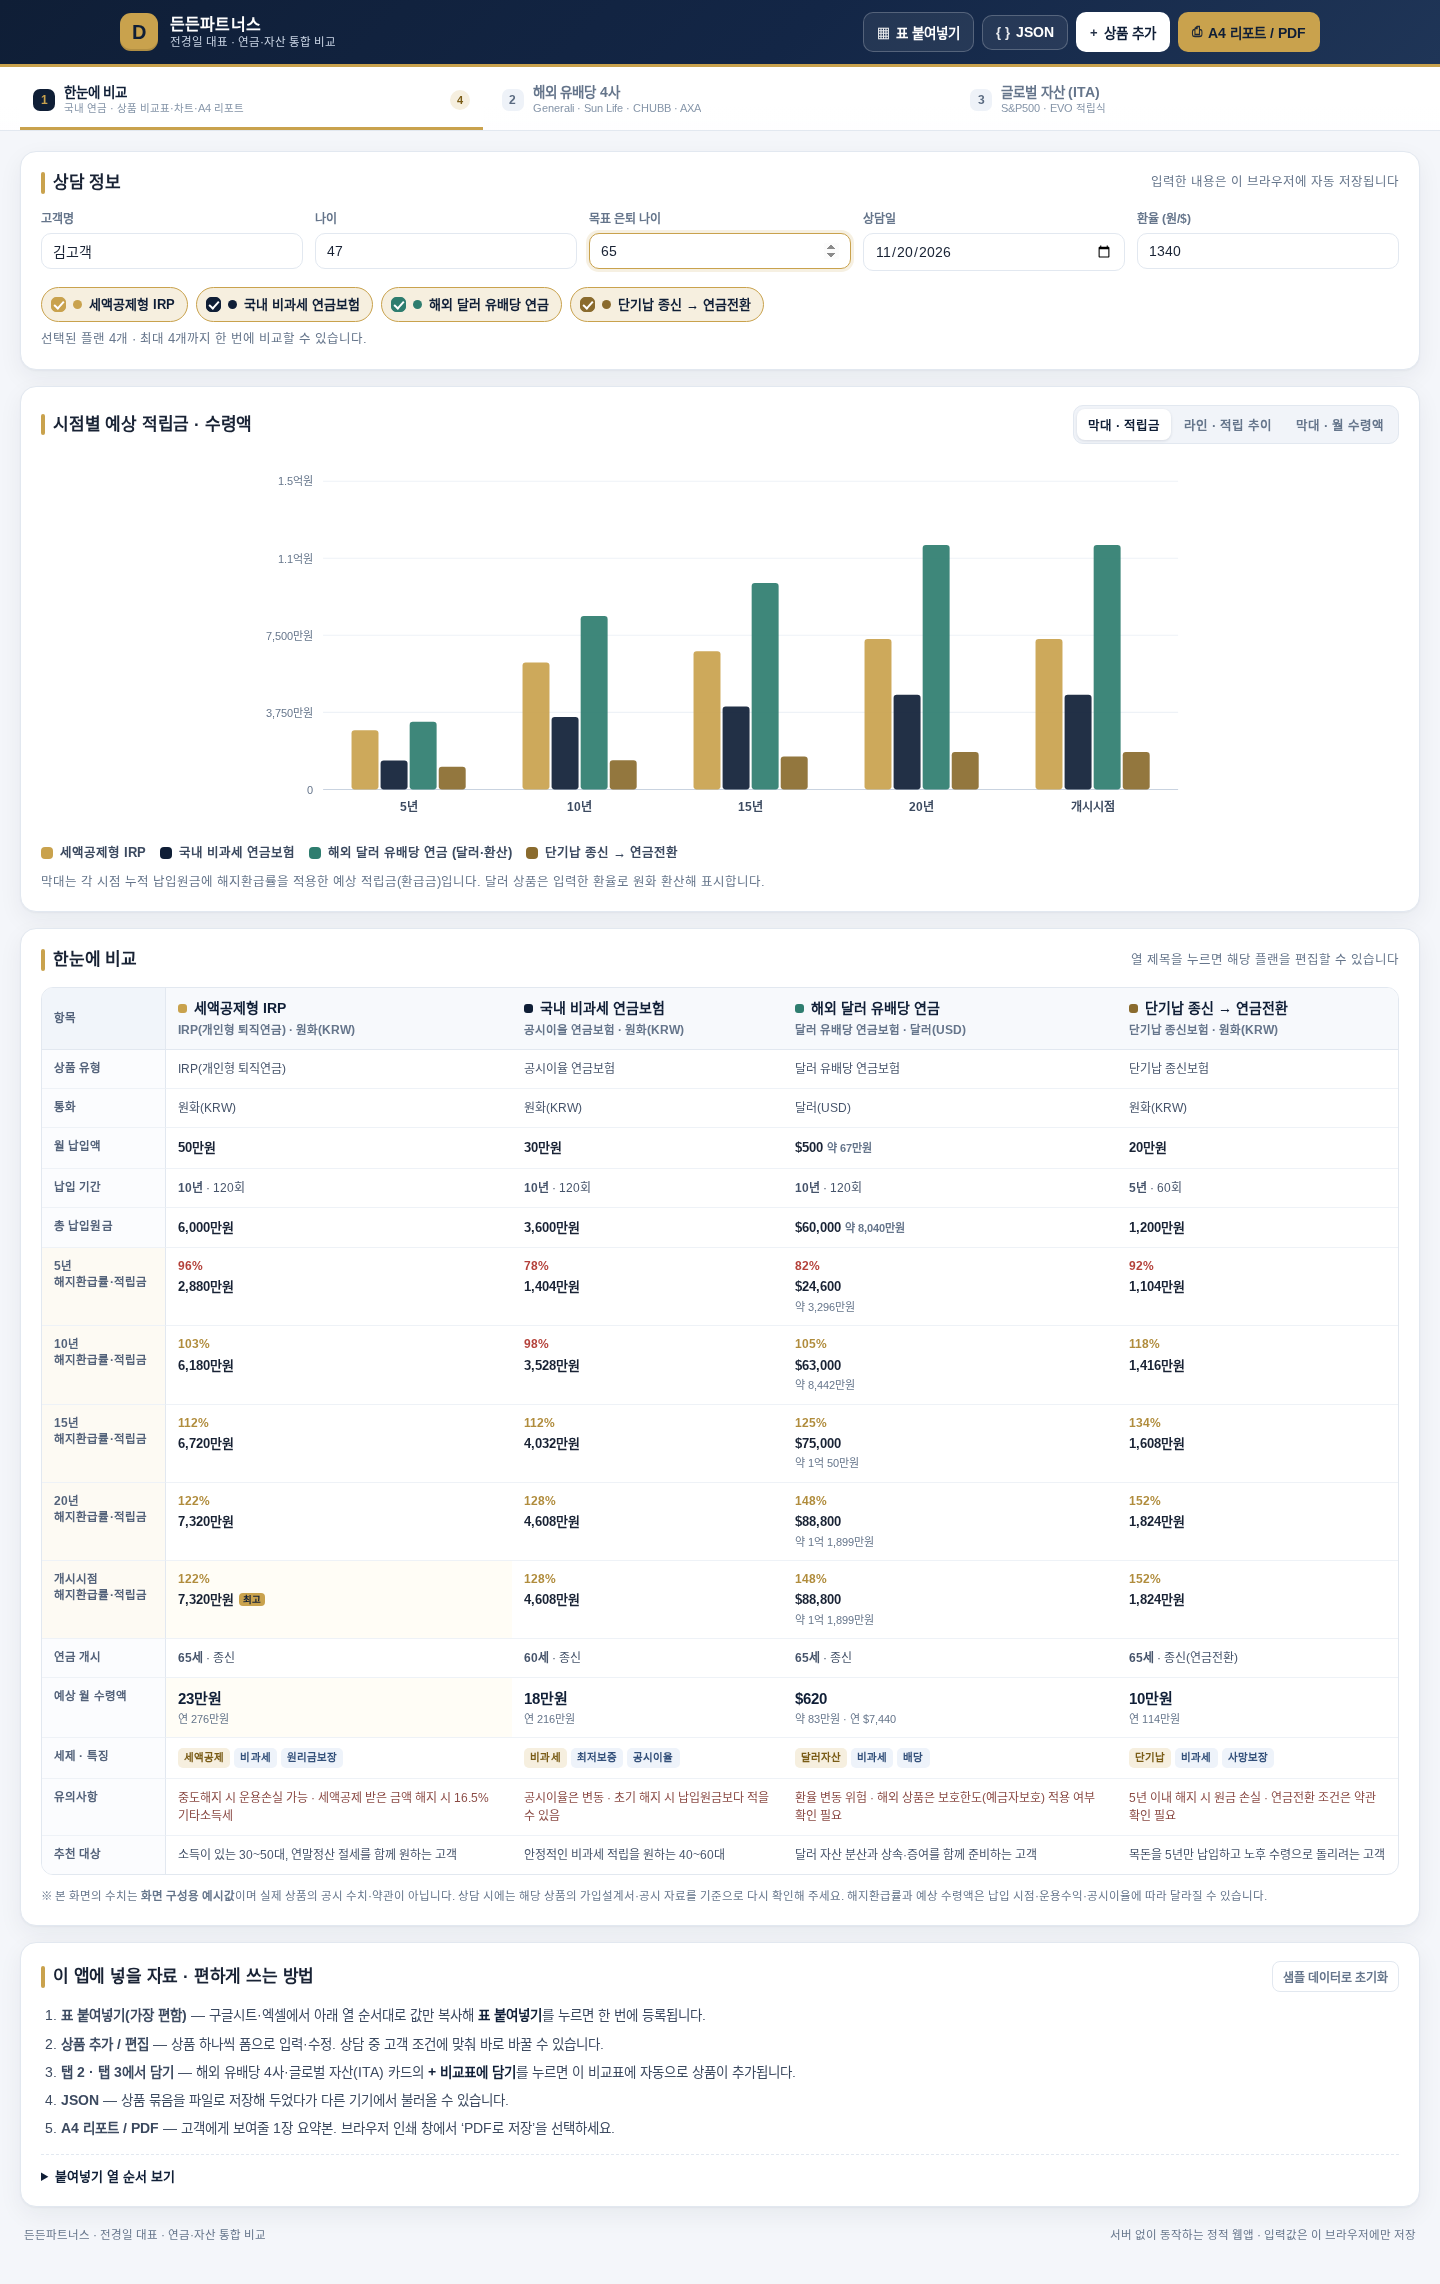 D
든든파트너스
전경일 대표 · 연금·자산 통합 비교
▦ 표 붙여넣기
{ } JSON
+ 상품 추가
⎙ A4 리포트 / PDF
1
한눈에 비교
국내 연금 · 상품 비교표·차트·A4 리포트
4
2
해외 유배당 4사
Generali · Sun Life · CHUBB · AXA
3
글로벌 자산 (ITA)
S&P500 · EVO 적립식
상담 정보
입력한 내용은 이 브라우저에 자동 저장됩니다
고객명
나이
목표 은퇴 나이
상담일
환율 (원/$)
김고객
47
65
11/20/2026
1340
세액공제형 IRP
국내 비과세 연금보험
해외 달러 유배당 연금
단기납 종신 → 연금전환
선택된 플랜 4개 · 최대 4개까지 한 번에 비교할 수 있습니다.
시점별 예상 적립금 · 수령액
막대 · 적립금
라인 · 적립 추이
막대 · 월 수령액
1.5억원
1.1억원
7,500만원
3,750만원
0
5년
10년
15년
20년
개시시점
세액공제형 IRP
국내 비과세 연금보험
해외 달러 유배당 연금 (달러·환산)
단기납 종신 → 연금전환
막대는 각 시점 누적 납입원금에 해지환급률을 적용한 예상 적립금(환급금)입니다. 달러 상품은 입력한 환율로 원화 환산해 표시합니다.
한눈에 비교
열 제목을 누르면 해당 플랜을 편집할 수 있습니다
항목
세액공제형 IRP
IRP(개인형 퇴직연금) · 원화(KRW)
국내 비과세 연금보험
공시이율 연금보험 · 원화(KRW)
해외 달러 유배당 연금
달러 유배당 연금보험 · 달러(USD)
단기납 종신 → 연금전환
단기납 종신보험 · 원화(KRW)
상품 유형
IRP(개인형 퇴직연금)
공시이율 연금보험
달러 유배당 연금보험
단기납 종신보험
통화
원화(KRW)
원화(KRW)
달러(USD)
원화(KRW)
월 납입액
50만원
30만원
$500 약 67만원
20만원
납입 기간
10년 · 120회
10년 · 120회
10년 · 120회
5년 · 60회
총 납입원금
6,000만원
3,600만원
$60,000 약 8,040만원
1,200만원
5년
해지환급률·적립금
96%
2,880만원
78%
1,404만원
82%
$24,600
약 3,296만원
92%
1,104만원
10년
해지환급률·적립금
103%
6,180만원
98%
3,528만원
105%
$63,000
약 8,442만원
118%
1,416만원
15년
해지환급률·적립금
112%
6,720만원
112%
4,032만원
125%
$75,000
약 1억 50만원
134%
1,608만원
20년
해지환급률·적립금
122%
7,320만원
128%
4,608만원
148%
$88,800
약 1억 1,899만원
152%
1,824만원
개시시점
해지환급률·적립금
122%
7,320만원 최고
128%
4,608만원
148%
$88,800
약 1억 1,899만원
152%
1,824만원
연금 개시
65세 · 종신
60세 · 종신
65세 · 종신
65세 · 종신(연금전환)
예상 월 수령액
23만원
연 276만원
18만원
연 216만원
$620
약 83만원 · 연 $7,440
10만원
연 114만원
세제 · 특징
세액공제 비과세 원리금보장
비과세 최저보증 공시이율
달러자산 비과세 배당
단기납 비과세 사망보장
유의사항
중도해지 시 운용손실 가능 · 세액공제 받은 금액 해지 시 16.5%
기타소득세
공시이율은 변동 · 초기 해지 시 납입원금보다 적을
수 있음
환율 변동 위험 · 해외 상품은 보호한도(예금자보호) 적용 여부
확인 필요
5년 이내 해지 시 원금 손실 · 연금전환 조건은 약관
확인 필요
추천 대상
소득이 있는 30~50대, 연말정산 절세를 함께 원하는 고객
안정적인 비과세 적립을 원하는 40~60대
달러 자산 분산과 상속·증여를 함께 준비하는 고객
목돈을 5년만 납입하고 노후 수령으로 돌리려는 고객
※ 본 화면의 수치는 화면 구성용 예시값이며 실제 상품의 공시 수치·약관이 아닙니다. 상담 시에는 해당 상품의 가입설계서·공시 자료를 기준으로 다시 확인해 주세요. 해지환급률과 예상 수령액은 납입 시점·운용수익·공시이율에 따라 달라질 수 있습니다.
이 앱에 넣을 자료 · 편하게 쓰는 방법
샘플 데이터로 초기화
1. 표 붙여넣기(가장 편함) — 구글시트·엑셀에서 아래 열 순서대로 값만 복사해 표 붙여넣기를 누르면 한 번에 등록됩니다.
2. 상품 추가 / 편집 — 상품 하나씩 폼으로 입력·수정. 상담 중 고객 조건에 맞춰 바로 바꿀 수 있습니다.
3. 탭 2 · 탭 3에서 담기 — 해외 유배당 4사·글로벌 자산(ITA) 카드의 + 비교표에 담기를 누르면 이 비교표에 자동으로 상품이 추가됩니다.
4. JSON — 상품 묶음을 파일로 저장해 두었다가 다른 기기에서 불러올 수 있습니다.
5. A4 리포트 / PDF — 고객에게 보여줄 1장 요약본. 브라우저 인쇄 창에서 ‘PDF로 저장’을 선택하세요.
▶ 붙여넣기 열 순서 보기
든든파트너스 · 전경일 대표 · 연금·자산 통합 비교
서버 없이 동작하는 정적 웹앱 · 입력값은 이 브라우저에만 저장